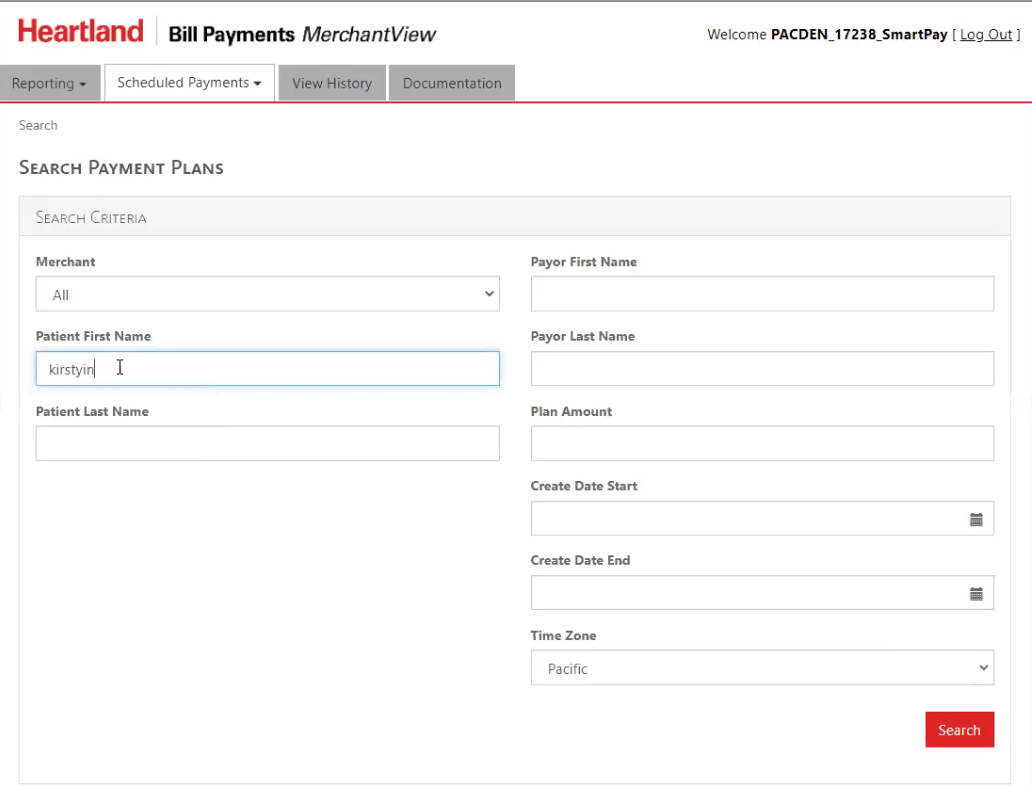 Heartland Bill Payments MerchantView
Welcome PACDEN_17238_SmartPay [ Log Out ]
Reporting Scheduled Payments View History Documentation
Search
Search Payment Plans
Search Criteria
Merchant
All
Patient First Name
kirstyin
Patient Last Name
Payor First Name
Payor Last Name
Plan Amount
Create Date Start
Create Date End
Time Zone
Pacific
Search